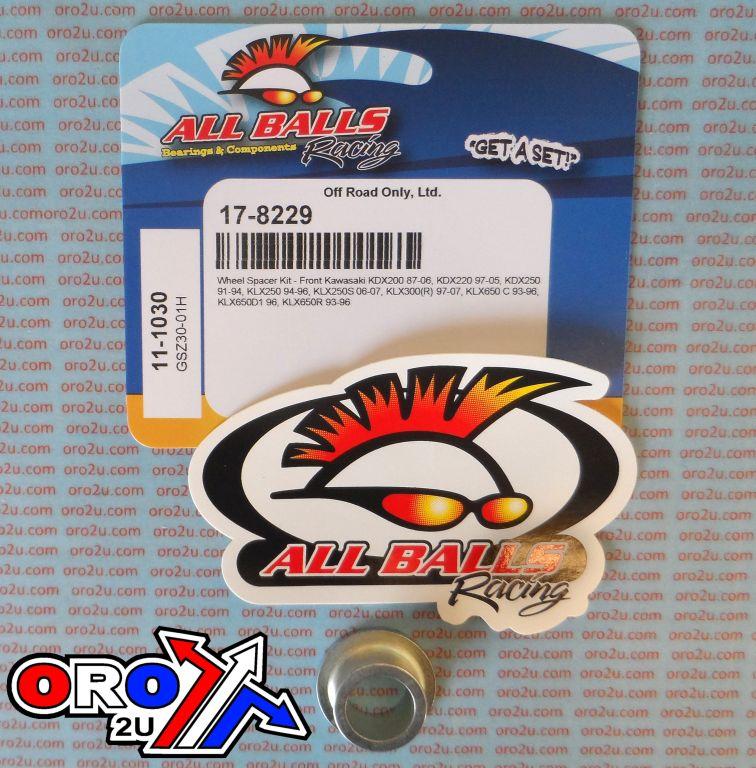 ALL BALLS
Bearings & Components
Racing
"GET A SET!"
Off Road Only, Ltd.
17-8229
Wheel Spacer Kit - Front Kawasaki KDX200 87-06, KDX220 97-05, KDX250
91-94, KLX250 94-96, KLX250S 06-07, KLX300(R) 97-07, KLX650 C 93-96,
KLX650D1 96, KLX650R 93-96
11-1030
GSZ30-01H
ALL BALLS
Racing
ORO
2U
oro2u.com